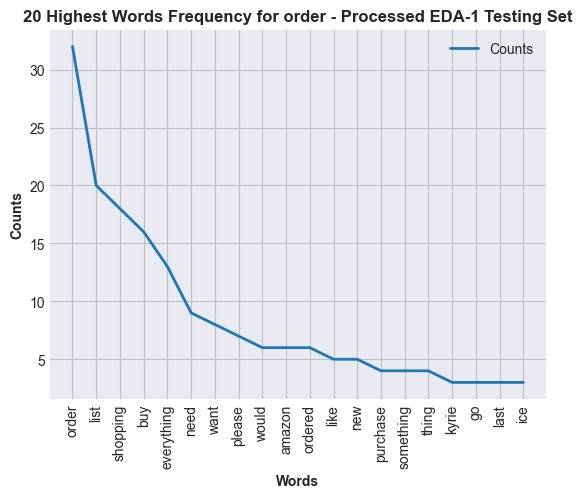 20 Highest Words Frequency for order - Processed EDA-1 Testing Set
Counts
Counts
30
25
20
15
10
5
order
list
shopping
buy
everything
need
want
please
would
amazon
ordered
like
new
purchase
something
thing
kyrie
go
last
ice
Words